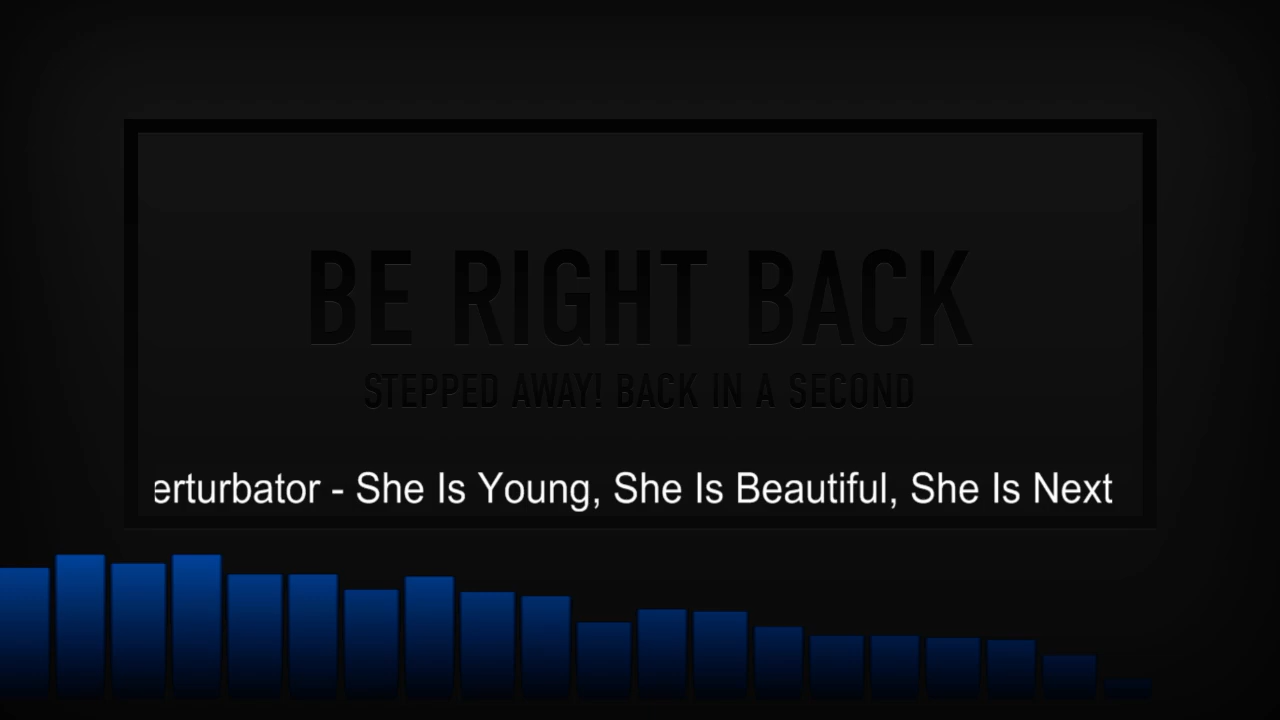 BE RIGHT BACK
STEPPED AWAY! BACK IN A SECOND
erturbator - She Is Young, She Is Beautiful, She Is Next